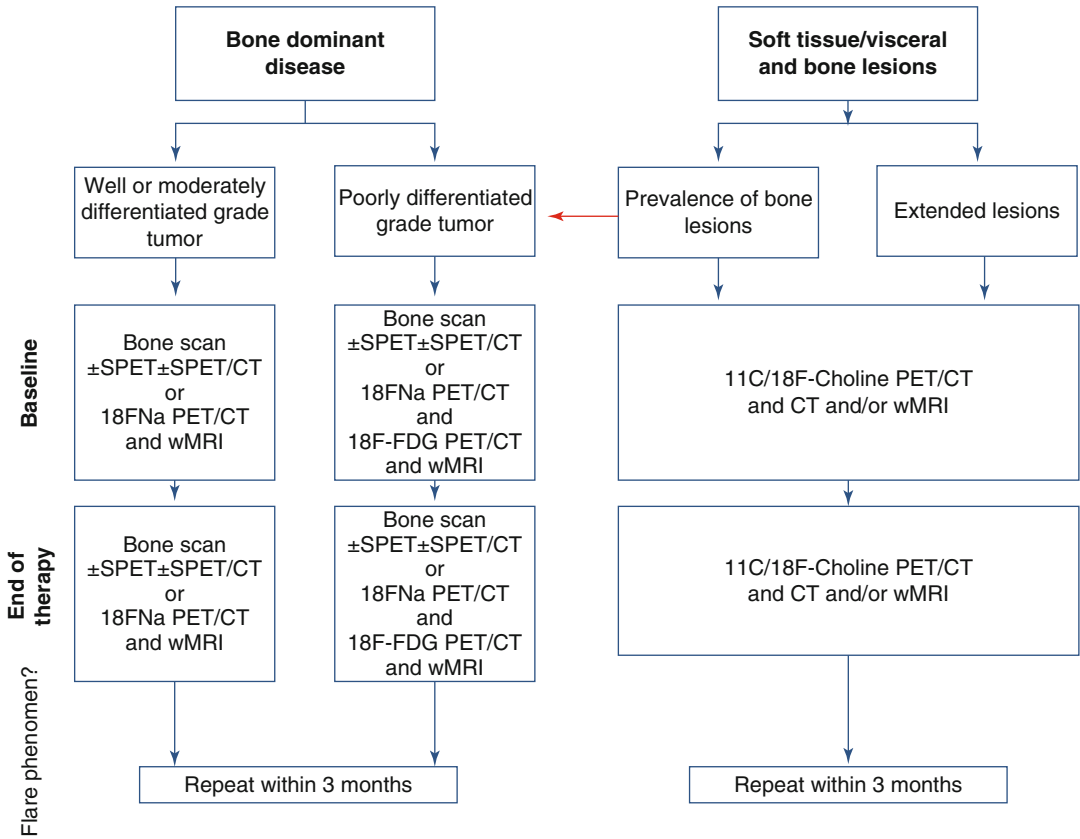 Bone dominant
disease
Soft tissue/visceral
and bone lesions
Well or moderately
differentiated grade
tumor
Poorly differentiated
grade tumor
Prevalence of bone
lesions
Extended lesions
Baseline
Bone scan
±SPET±SPET/CT
or
18FNa PET/CT
and wMRI
Bone scan
±SPET±SPET/CT
or
18FNa PET/CT
and
18F-FDG PET/CT
and wMRI
11C/18F-Choline PET/CT
and CT and/or wMRI
End of
therapy
Bone scan
±SPET±SPET/CT
or
18FNa PET/CT
and wMRI
Bone scan
±SPET±SPET/CT
or
18FNa PET/CT
and
18F-FDG PET/CT
and wMRI
11C/18F-Choline PET/CT
and CT and/or wMRI
Flare phenomen?
Repeat within 3 months
Repeat within 3 months